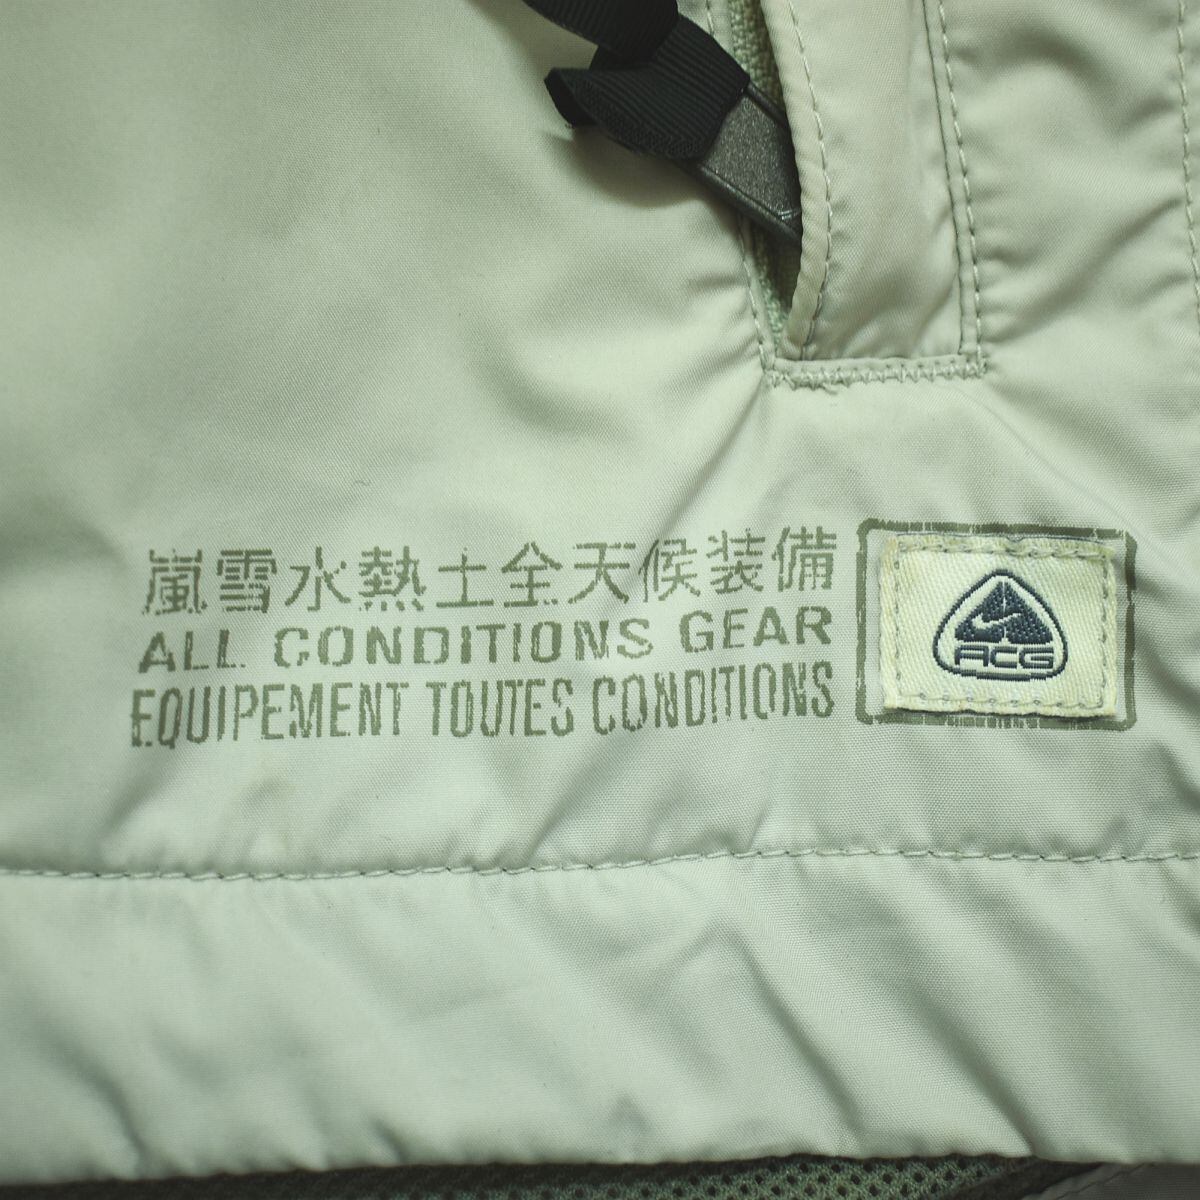 嵐雪水熱土全天候装備
ALL CONDITIONS GEAR
EQUIPEMENT TOUTES CONDITIONS
ACG